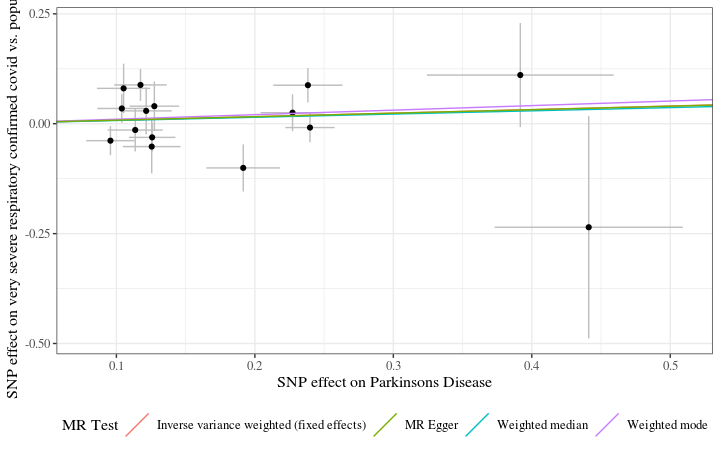 SNP effect on very severe respiratory confirmed covid vs.
0.25
0.00
-0.25
-0.50
0.1 0.2 0.3 0.4 0.5
SNP effect on Parkinsons Disease
MR Test Inverse variance weighted (fixed effects) MR Egger Weighted median Weighted mode